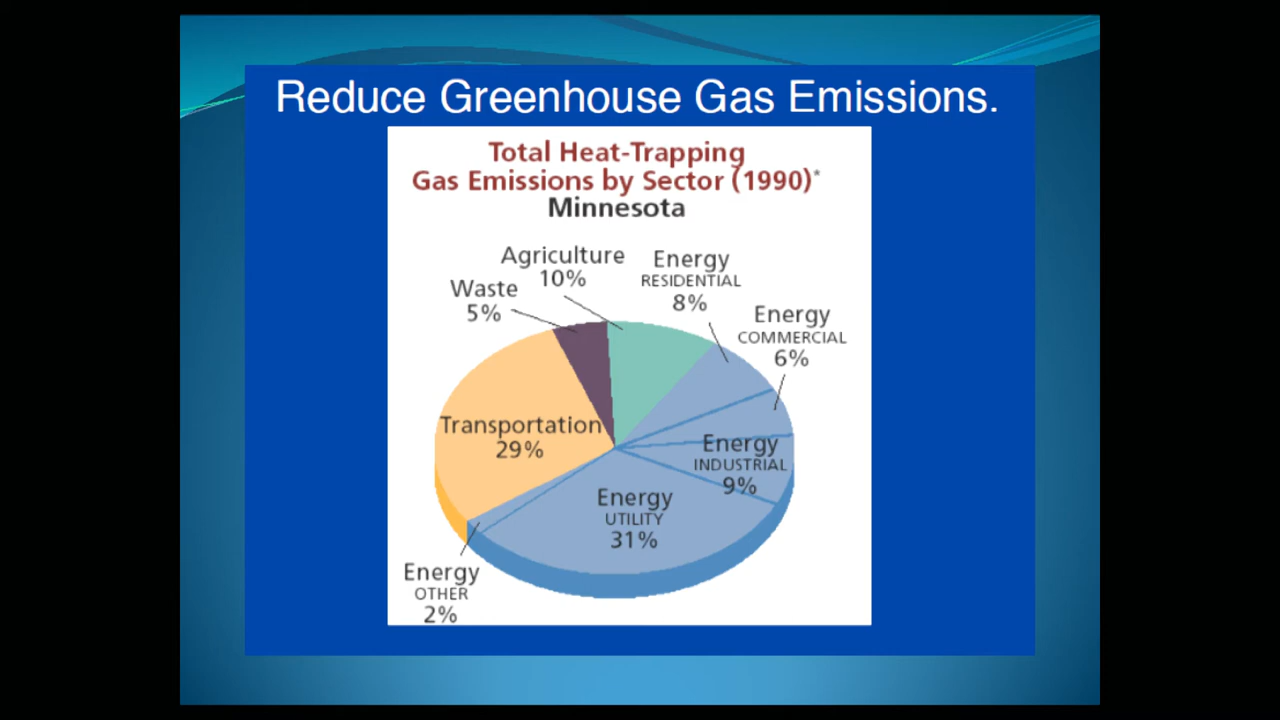 Reduce Greenhouse Gas Emissions.
Total Heat-Trapping
Gas Emissions by Sector (1990)*
Minnesota
Agriculture
10%
Waste
5%
Energy
RESIDENTIAL
8%
Energy
COMMERCIAL
6%
Transportation
29%
Energy
INDUSTRIAL
9%
Energy
UTILITY
31%
Energy
OTHER
2%